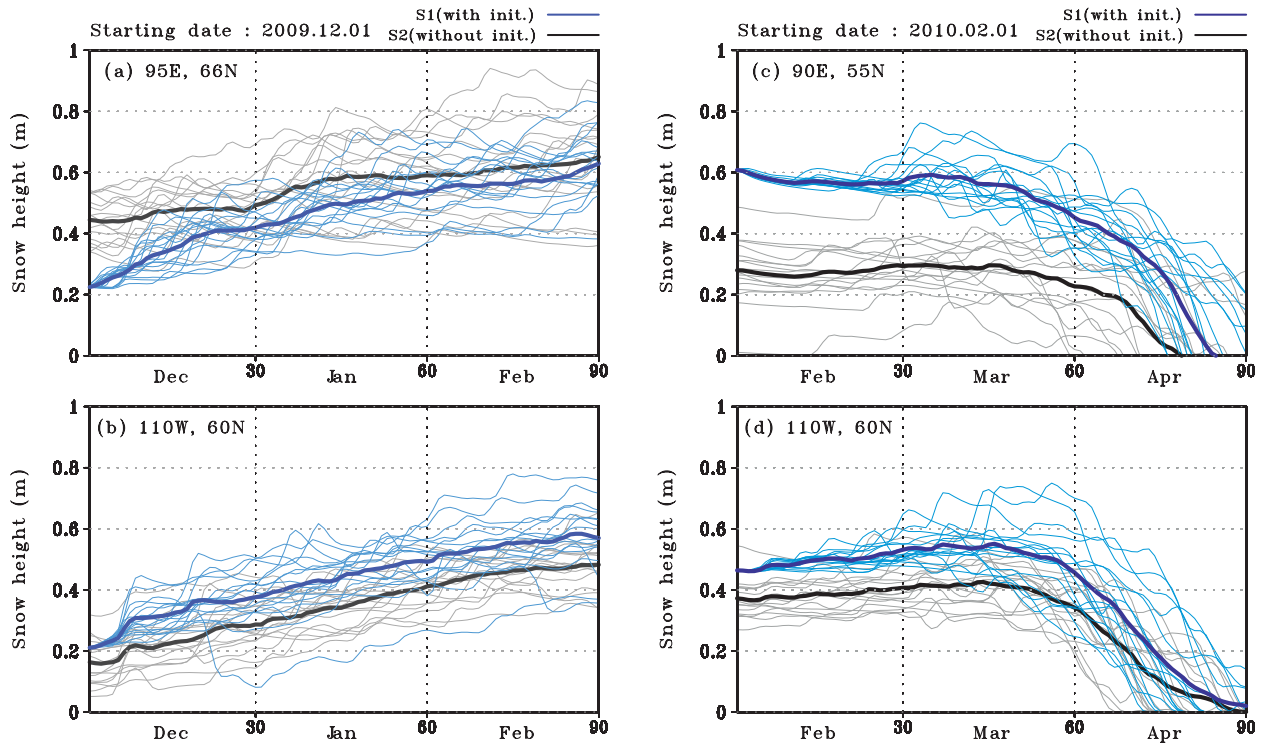 S1(with init.)
Starting date : 2009.12.01 S2(without init.)
(a) 95E, 66N
Snow height (m)
1
0.8
0.6
0.4
0.2
0
Dec 30 Jan 60 Feb 90
(b) 110W, 60N
Snow height (m)
1
0.8
0.6
0.4
0.2
0
Dec 30 Jan 60 Feb 90
S1(with init.)
Starting date : 2010.02.01 S2(without init.)
(c) 90E, 55N
Snow height (m)
1
0.8
0.6
0.4
0.2
0
Feb 30 Mar 60 Apr 90
(d) 110W, 60N
Snow height (m)
1
0.8
0.6
0.4
0.2
0
Feb 30 Mar 60 Apr 90